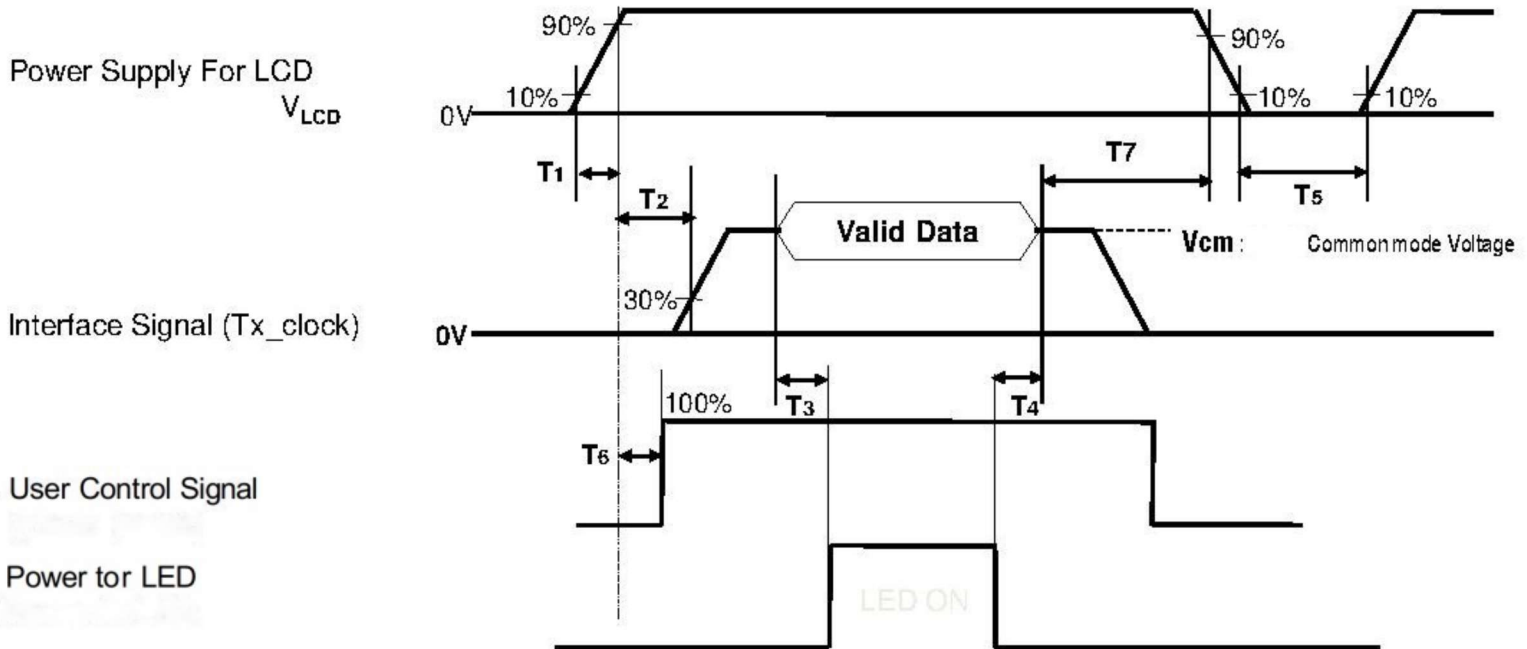 90%
90%
Power Supply For LCD
10%
10%
10%
VLCD
0V
T7
T1
T2
T5
Valid Data
Vcm :
Common mode Voltage
30%
Interface Signal (Tx_clock)
0V
100%
T3
T4
T6
User Control Signal
Power tor LED
LED ON